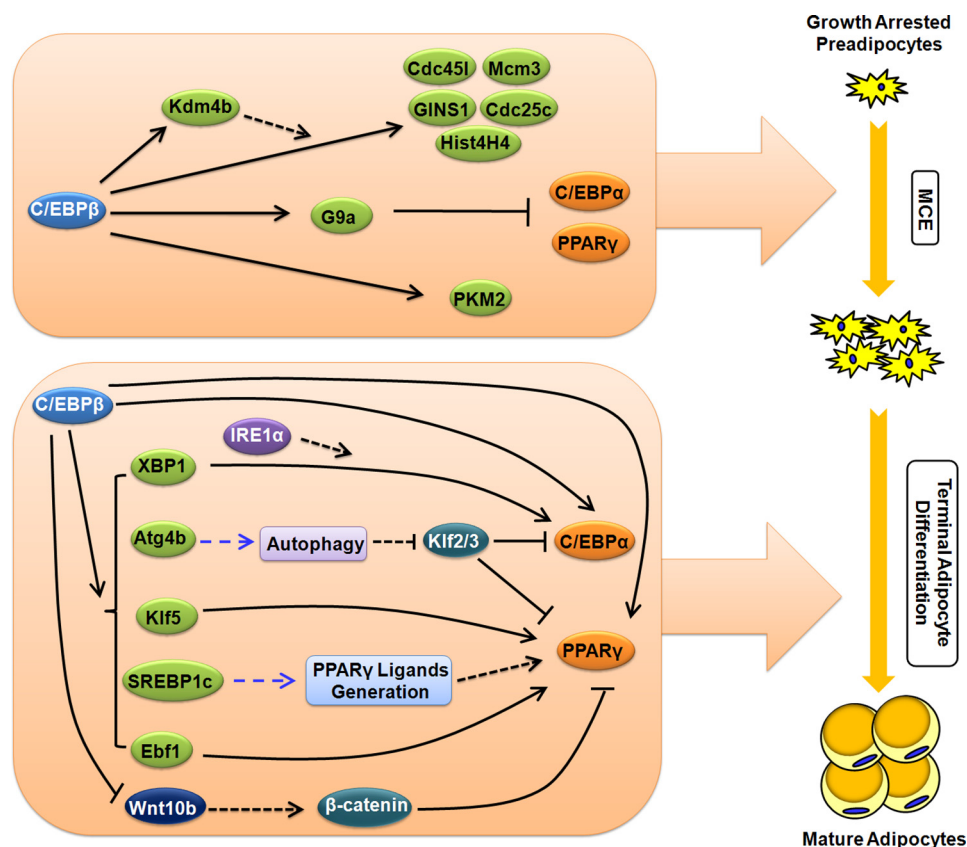 Growth Arrested
Preadipocytes
Cdc45l
Mcm3
Kdm4b
GINS1
Cdc25c
Hist4H4
C/EBPβ
G9a
C/EBPα
PPARγ
PKM2
MCE
C/EBPβ
IRE1α
XBP1
Atg4b
Autophagy
Klf2/3
C/EBPα
Klf5
PPARγ
SREBP1c
PPARγ Ligands
Generation
Ebf1
Wnt10b
β-catenin
Terminal Adipocyte
Differentiation
Mature Adipocytes